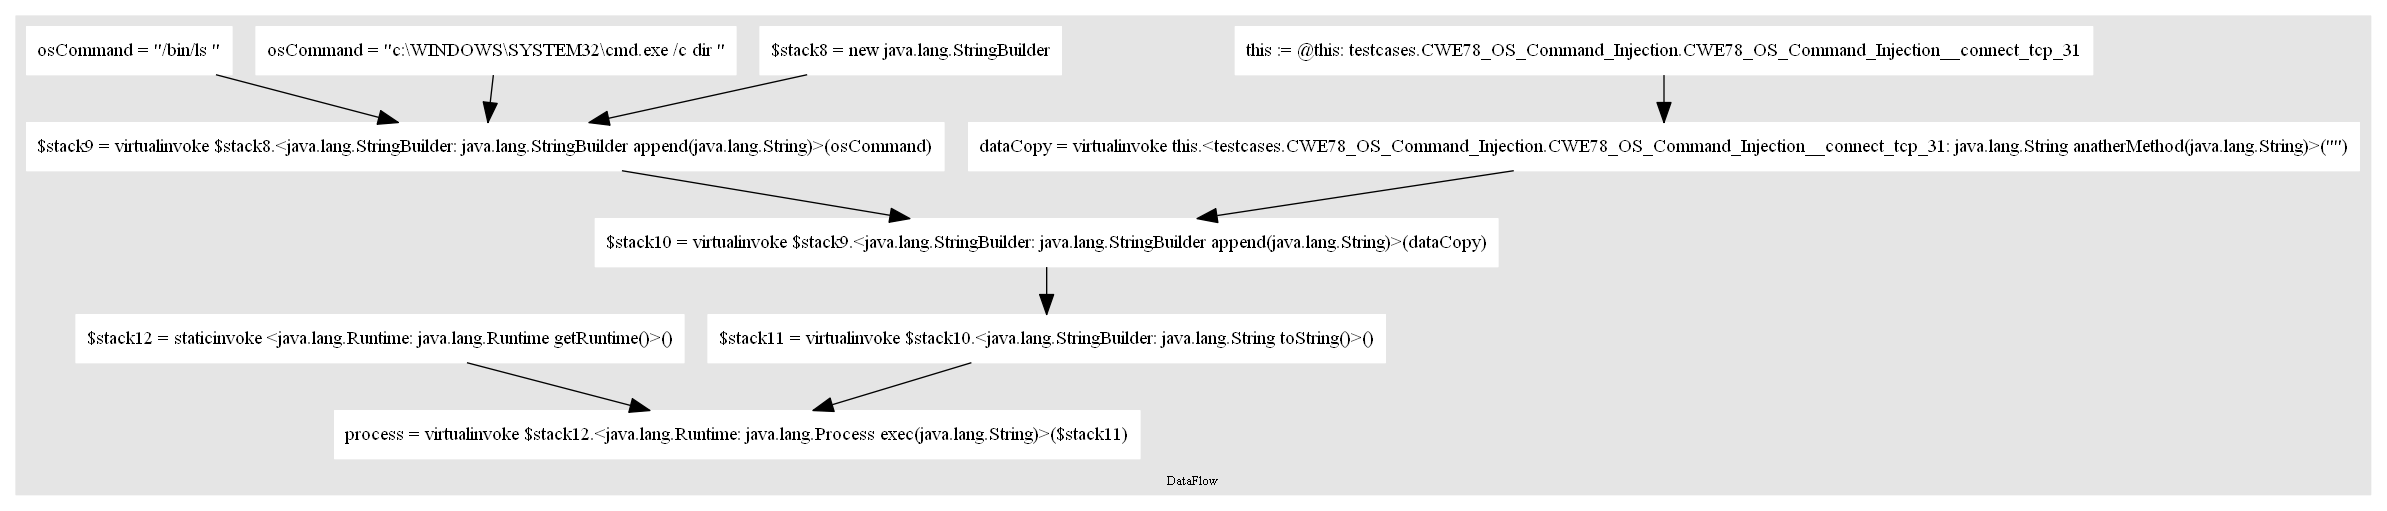 osCommand = "/bin/ls "
osCommand = "c:\WINDOWS\SYSTEM32\cmd.exe /c dir "
$stack8 = new java.lang.StringBuilder
this := @this: testcases.CWE78_OS_Command_Injection.CWE78_OS_Command_Injection__connect_tcp_31
$stack9 = virtualinvoke $stack8.<java.lang.StringBuilder: java.lang.StringBuilder append(java.lang.String)>(osCommand)
dataCopy = virtualinvoke this.<testcases.CWE78_OS_Command_Injection.CWE78_OS_Command_Injection__connect_tcp_31: java.lang.String anatherMethod(java.lang.String)>("")
$stack10 = virtualinvoke $stack9.<java.lang.StringBuilder: java.lang.StringBuilder append(java.lang.String)>(dataCopy)
$stack12 = staticinvoke <java.lang.Runtime: java.lang.Runtime getRuntime()>()
$stack11 = virtualinvoke $stack10.<java.lang.StringBuilder: java.lang.String toString()>()
process = virtualinvoke $stack12.<java.lang.Runtime: java.lang.Process exec(java.lang.String)>($stack11)
DataFlow